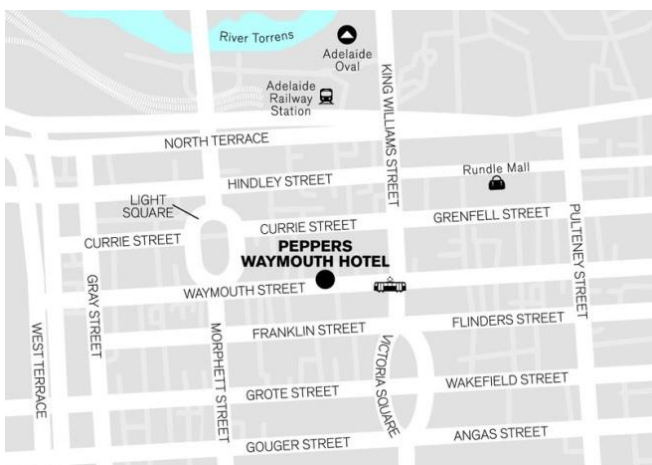 River Torrens
Adelaide
Oval
Adelaide
Railway
Station
KING WILLIAMS STREET
NORTH TERRACE
Rundle Mall
HINDLEY STREET
LIGHT
SQUARE
CURRIE STREET
GRENFELL STREET
CURRIE STREET
PEPPERS
WAYMOUTH HOTEL
PULTENEY STREET
WAYMOUTH STREET
GRAY STREET
FRANKLIN STREET
FLINDERS STREET
WEST TERRACE
MORPHETT STREET
VICTORIA SQUARE
GROTE STREET
WAKEFIELD STREET
GOUGER STREET
ANGAS STREET